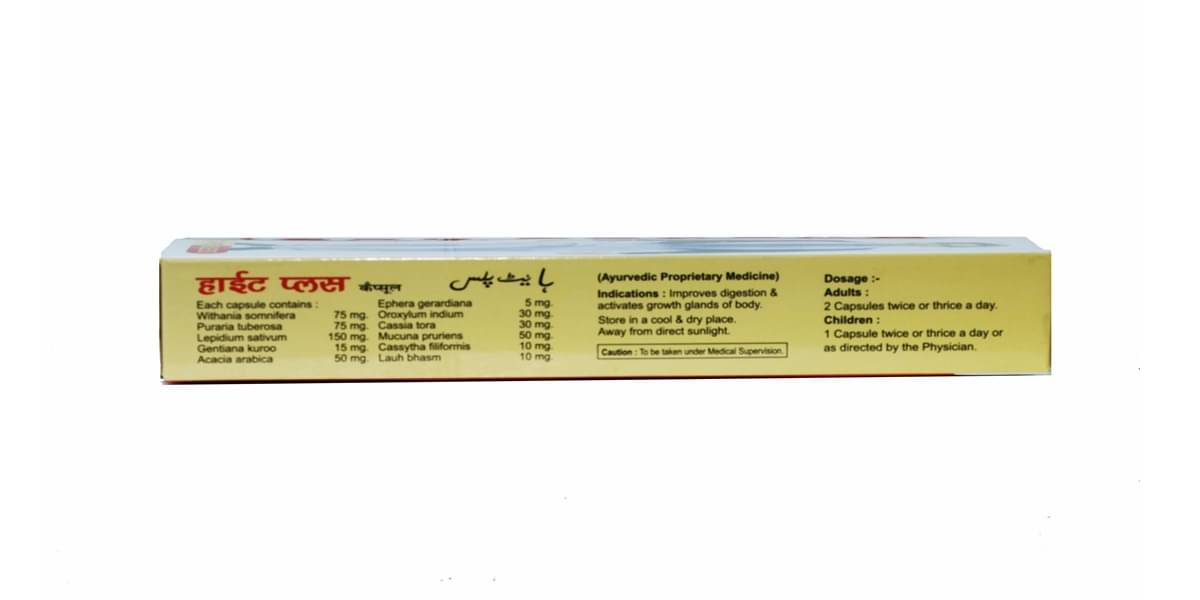 हाईट प्लस कैप्सूल
ہائیٹ پلس
Each capsule contains :
Withania somnifera 75 mg.
Puraria tuberosa 75 mg.
Lepidium sativum 150 mg.
Gentiana kuroo 15 mg.
Acacia arabica 50 mg.
Ephera gerardiana 5 mg.
Oroxylum indium 30 mg.
Cassia tora 30 mg.
Mucuna pruriens 50 mg.
Cassytha filiformis 10 mg.
Lauh bhasm 10 mg.
(Ayurvedic Proprietary Medicine)
Indications : Improves digestion &
activates growth glands of body.
Store in a cool & dry place.
Away from direct sunlight.
Caution : To be taken under Medical Supervision.
Dosage :-
Adults :
2 Capsules twice or thrice a day.
Children :
1 Capsule twice or thrice a day or
as directed by the Physician.